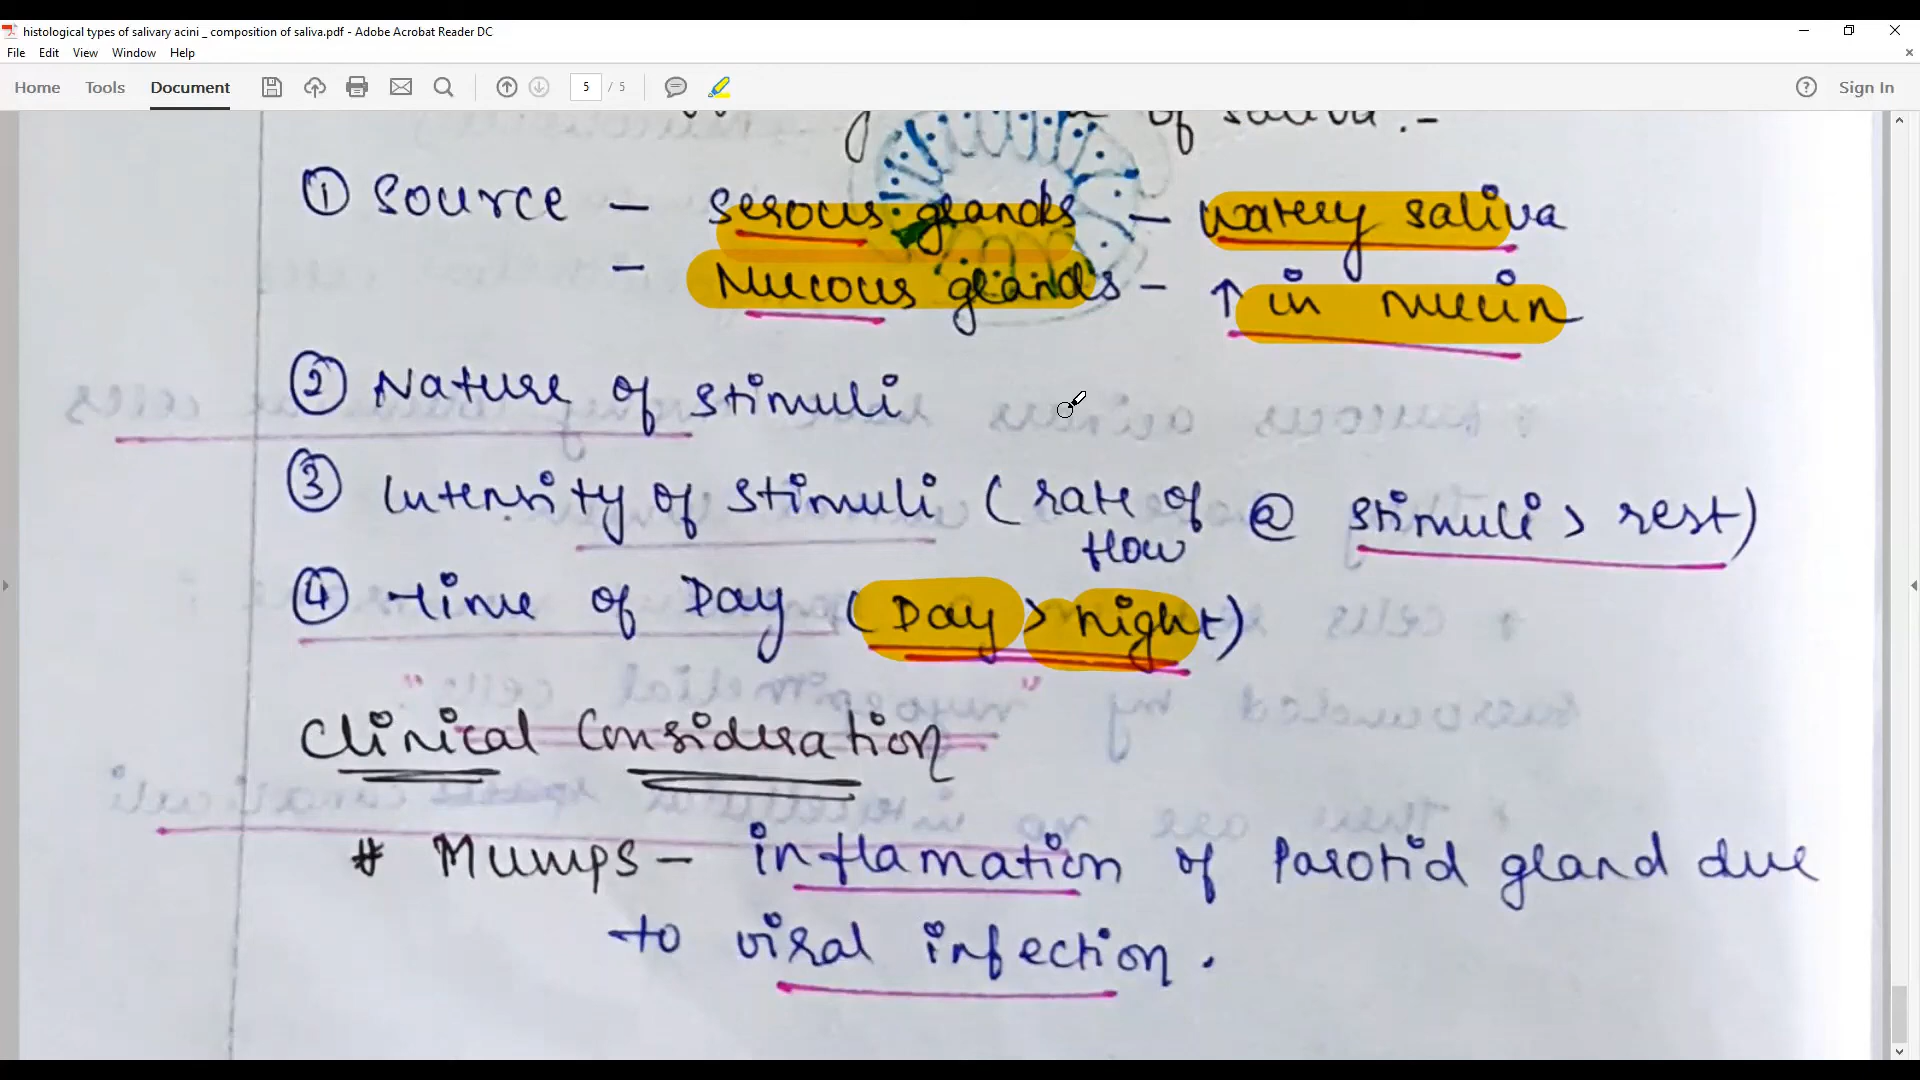 histological types of salivary acini _ composition of saliva.pdf - Adobe Acrobat Reader DC
File Edit View Window Help
Home Tools Document 5 / 5 Sign In
of saliva :-
① Source – serous glands – watery saliva
– Mucous glands – ↑ in mucin
② Nature of stimuli
③ Intensity of stimuli (rate of flow @ stimuli > rest)
④ time of Day (Day > night)
Clinical Consideration
# Mumps – inflamation of Parotid gland due
to viral infection.